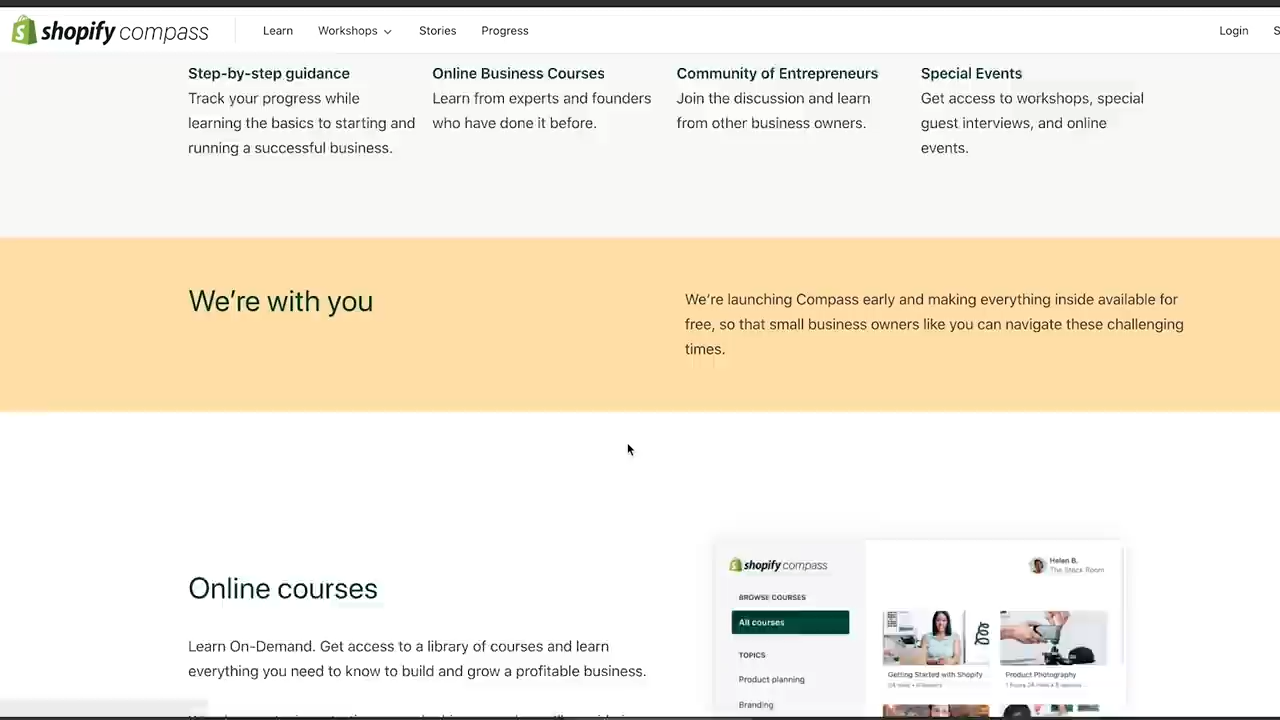 shopify compass
Learn
Workshops
Stories
Progress
Login
Step-by-step guidance
Track your progress while
learning the basics to starting and
running a successful business.
Online Business Courses
Learn from experts and founders
who have done it before.
Community of Entrepreneurs
Join the discussion and learn
from other business owners.
Special Events
Get access to workshops, special
guest interviews, and online
events.
We're with you
We're launching Compass early and making everything inside available for
free, so that small business owners like you can navigate these challenging
times.
Online courses
Learn On-Demand. Get access to a library of courses and learn
everything you need to know to build and grow a profitable business.
shopify compass
Helen B.
The Stock Room
BROWSE COURSES
All courses
TOPICS
Product planning
Branding
Getting Started with Shopify
Product Photography